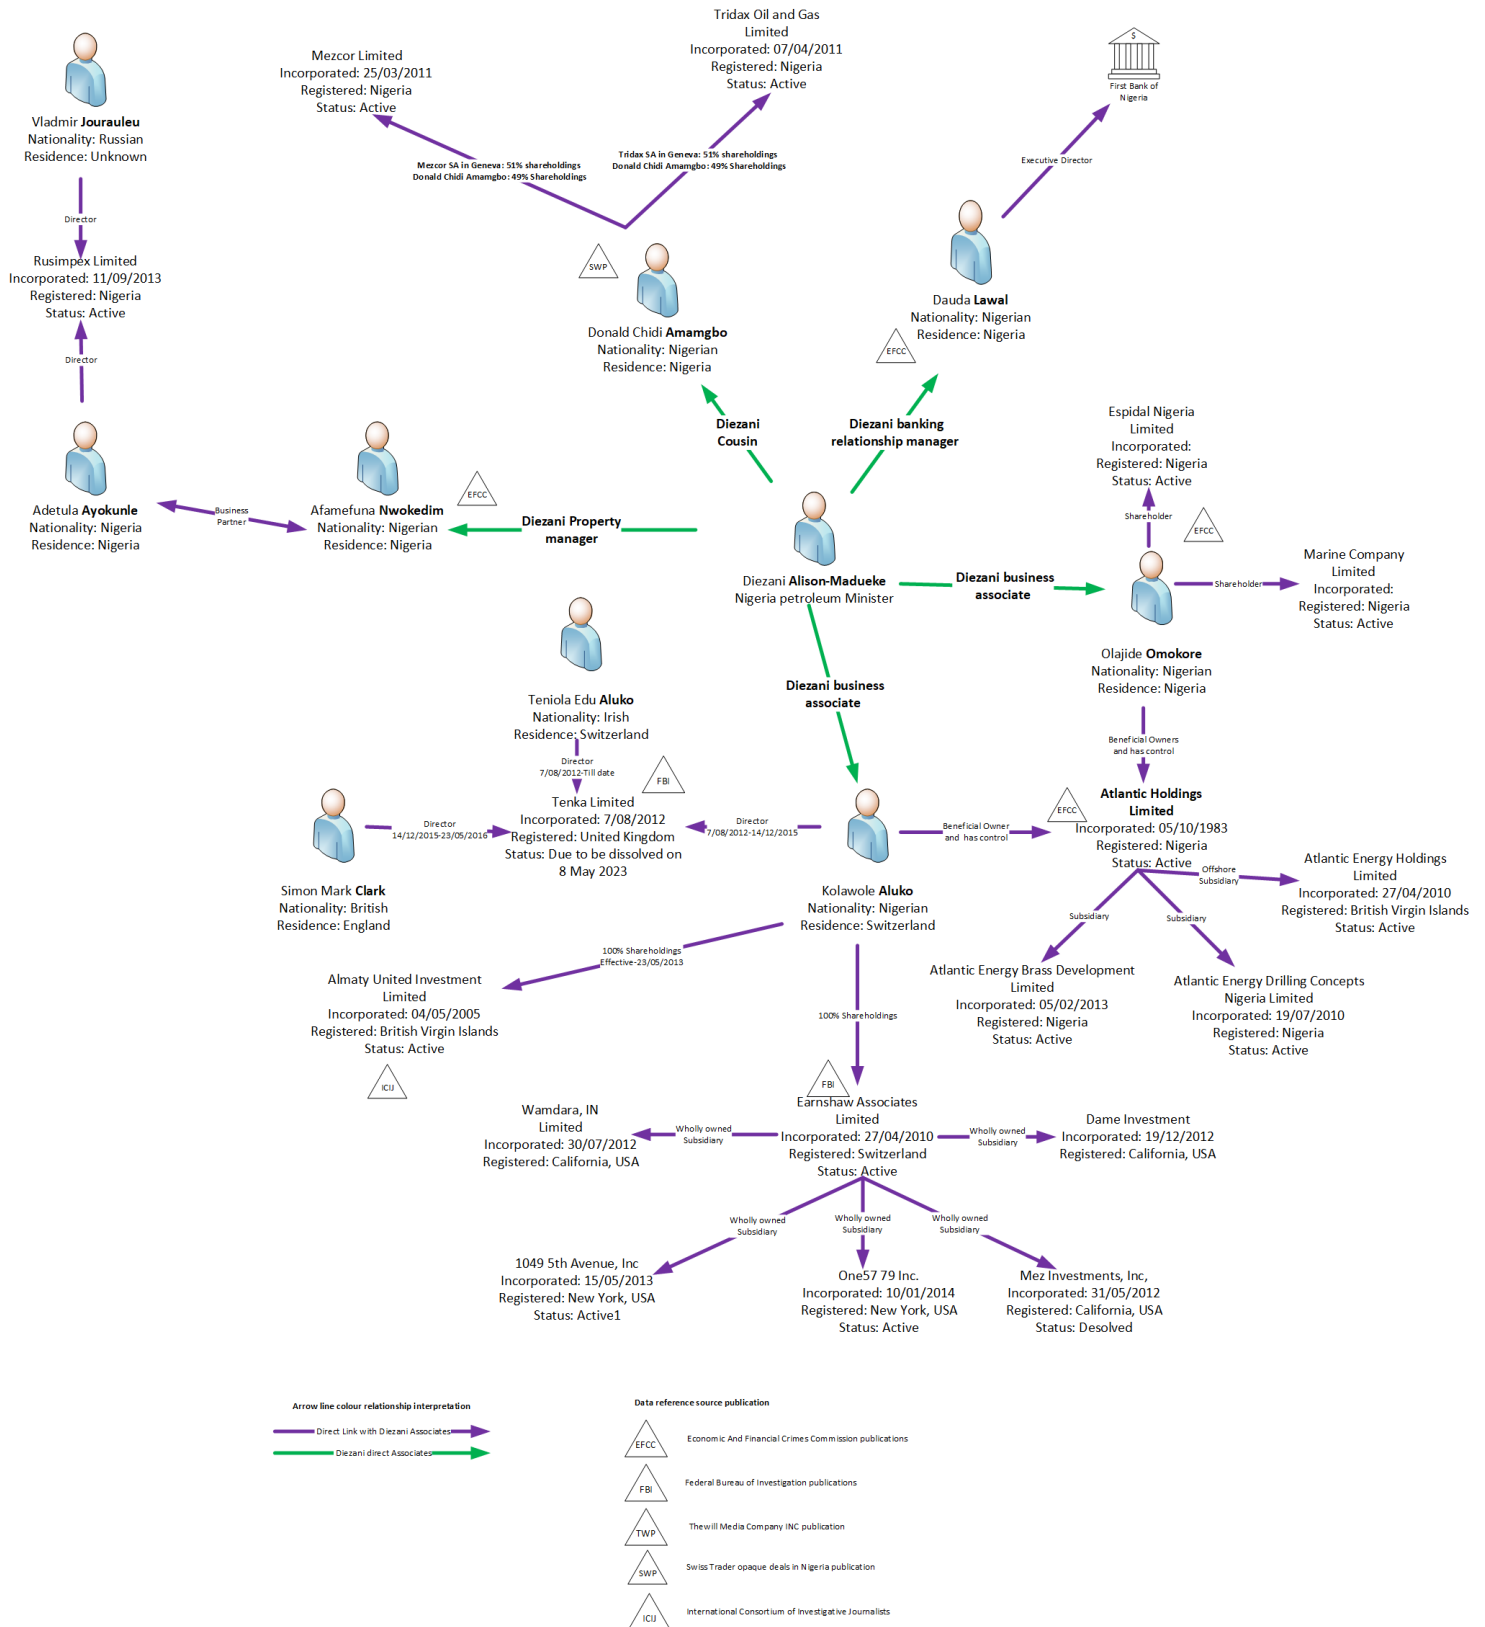 Tridax Oil and Gas
Limited
Incorporated: 07/04/2011
Registered: Nigeria
Status: Active
Mezcor Limited
Incorporated: 25/03/2011
Registered: Nigeria
Status: Active
$
First Bank of
Nigeria
Vladmir Jourauleu
Nationality: Russian
Residence: Unknown
Mezcor SA in Geneva: 51% shareholdings
Donald Chidi Amamgbo: 49% Shareholdings
Tridax SA in Geneva: 51% shareholdings
Donald Chidi Amamgbo: 49% Shareholdings
Executive Director
Director
Rusimpex Limited
Incorporated: 11/09/2013
Registered: Nigeria
Status: Active
Director
SWP
Donald Chidi Amamgbo
Nationality: Nigerian
Residence: Nigeria
Dauda Lawal
Nationality: Nigerian
Residence: Nigeria
EFCC
Diezani
Cousin
Diezani banking
relationship manager
Espidal Nigeria
Limited
Incorporated:
Registered: Nigeria
Status: Active
Shareholder
EFCC
Adetula Ayokunle
Nationality: Nigeria
Residence: Nigeria
Business
Partner
Afamefuna Nwokedim
Nationality: Nigerian
Residence: Nigeria
EFCC
Diezani Property
manager
Diezani Alison-Madueke
Nigeria petroleum Minister
Diezani business
associate
Shareholder
Marine Company
Limited
Incorporated:
Registered: Nigeria
Status: Active
Olajide Omokore
Nationality: Nigerian
Residence: Nigeria
Teniola Edu Aluko
Nationality: Irish
Residence: Switzerland
Diezani business
associate
Beneficial Owners
and has control
Director
7/08/2012-Till date
FBI
Tenka Limited
Incorporated: 7/08/2012
Registered: United Kingdom
Status: Due to be dissolved on
8 May 2023
Director
14/12/2015-23/05/2016
Director
7/08/2012-14/12/2015
Beneficial Owner
and has control
EFCC
Atlantic Holdings
Limited
Incorporated: 05/10/1983
Registered: Nigeria
Status: Active
Simon Mark Clark
Nationality: British
Residence: England
Kolawole Aluko
Nationality: Nigerian
Residence: Switzerland
Offshore
Subsidiary
Atlantic Energy Holdings
Limited
Incorporated: 27/04/2010
Registered: British Virgin Islands
Status: Active
Subsidiary
Subsidiary
100% Shareholdings
Effective-23/05/2013
Almaty United Investment
Limited
Incorporated: 04/05/2005
Registered: British Virgin Islands
Status: Active
ICIJ
Atlantic Energy Brass Development
Limited
Incorporated: 05/02/2013
Registered: Nigeria
Status: Active
Atlantic Energy Drilling Concepts
Nigeria Limited
Incorporated: 19/07/2010
Registered: Nigeria
Status: Active
100% Shareholdings
FBI
Earnshaw Associates
Limited
Incorporated: 27/04/2010
Registered: Switzerland
Status: Active
Wamdara, IN
Limited
Incorporated: 30/07/2012
Registered: California, USA
Wholly owned
Subsidiary
Wholly owned
Subsidiary
Dame Investment
Incorporated: 19/12/2012
Registered: California, USA
Wholly owned
Subsidiary
Wholly owned
Subsidiary
Wholly owned
Subsidiary
1049 5th Avenue, Inc
Incorporated: 15/05/2013
Registered: New York, USA
Status: Active1
One57 79 Inc.
Incorporated: 10/01/2014
Registered: New York, USA
Status: Active
Mez Investments, Inc,
Incorporated: 31/05/2012
Registered: California, USA
Status: Desolved
Arrow line colour relationship interpretation
Direct Link with Diezani Associates
Diezani direct Associates
Data reference source publication
EFCC
Economic And Financial Crimes Commission publications
FBI
Federal Bureau of Investigation publications
TWP
Thewill Media Company INC publication
SWP
Swiss Trader opaque deals in Nigeria publication
ICIJ
International Consortium of Investigative Journalists